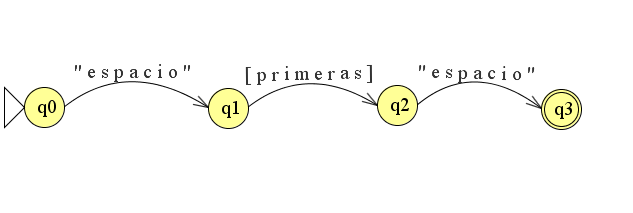 "espacio" [primeras] "espacio"
q0 q1 q2 q3